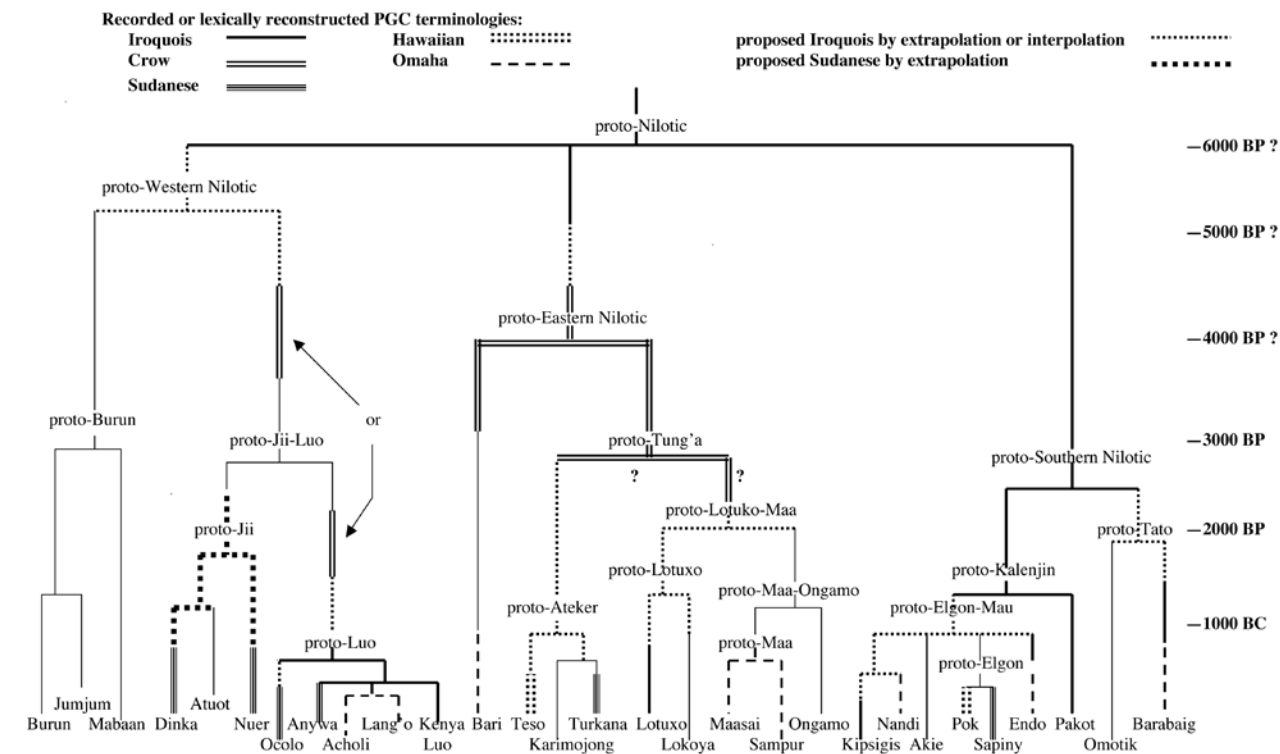 Recorded or lexically reconstructed PGC terminologies:
Iroquois
Hawaiian
proposed Iroquois by extrapolation or interpolation
Crow
Omaha
proposed Sudanese by extrapolation
Sudanese
proto-Nilotic
—6000 BP ?
proto-Western Nilotic
—5000 BP ?
proto-Eastern Nilotic
—4000 BP ?
proto-Burun
or
proto-Jii-Luo
proto-Tung'a
—3000 BP
proto-Southern Nilotic
?
?
proto-Lotuko-Maa
proto-Jii
proto-Tato
—2000 BP
proto-Lotuxo
proto-Kalenjin
proto-Maa-Ongamo
proto-Ateker
proto-Elgon-Mau
—1000 BC
proto-Luo
proto-Maa
proto-Elgon
Jumjum
Atuot
Burun
Mabaan
Dinka
Nuer
Anywa
Lang'o
Kenya
Luo
Bari
Teso
Turkana
Lotuxo
Maasai
Ongamo
Nandi
Pok
Endo
Pakot
Barabaig
Ocolo
Acholi
Karimojong
Lokoya
Sampur
Kipsigis
Akie
Sapiny
Omotik